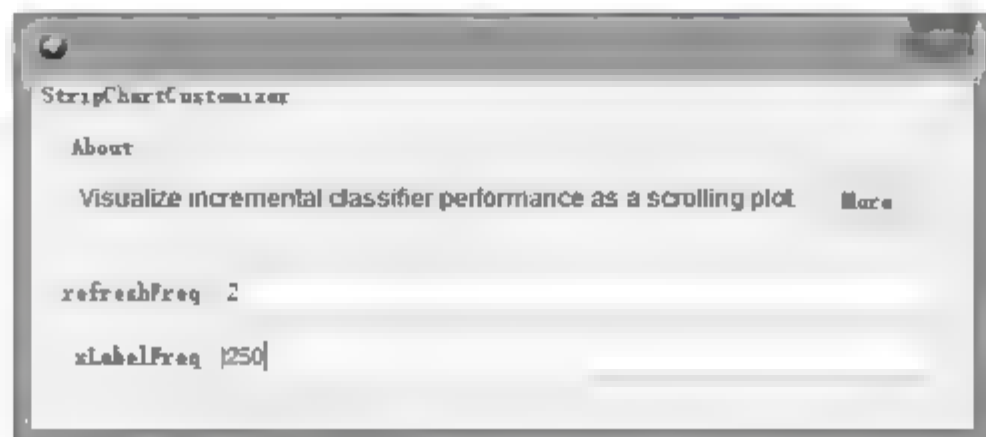 StripChartCustomizer
About
Visualize incremental classifier performance as a scrolling plot. More
refreshFreq 2
xLabelFreq 250